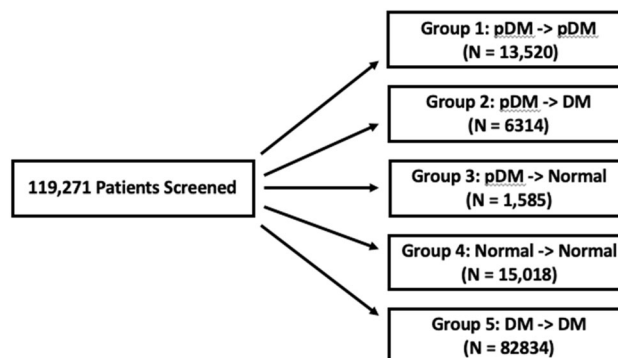 Group 1: pDM -> pDM
(N = 13,520)
Group 2: pDM -> DM
(N = 6314)
119,271 Patients Screened
Group 3: pDM -> Normal
(N = 1,585)
Group 4: Normal -> Normal
(N = 15,018)
Group 5: DM -> DM
(N = 82834)